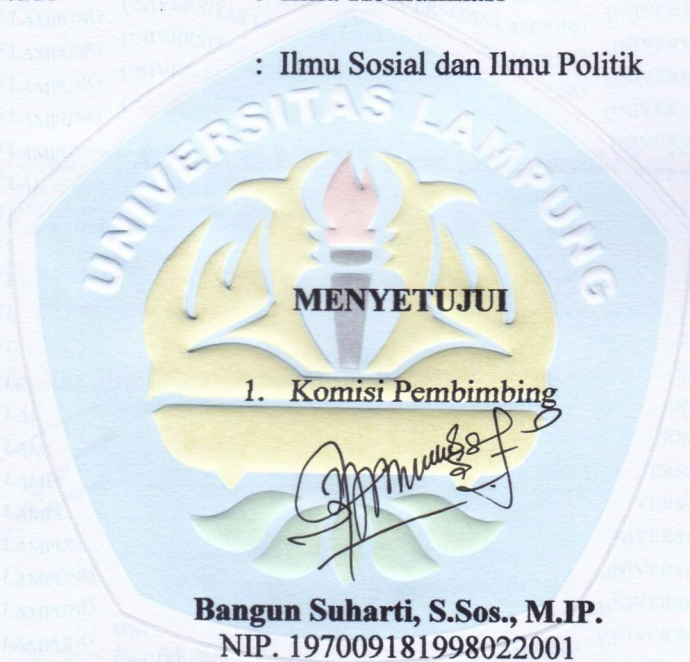 : Ilmu Sosial dan Ilmu Politik
UNIVERSITAS LAMPUNG
MENYETUJUI
1. Komisi Pembimbing
Bangun Suharti, S.Sos., M.IP.
NIP. 197009181998022001